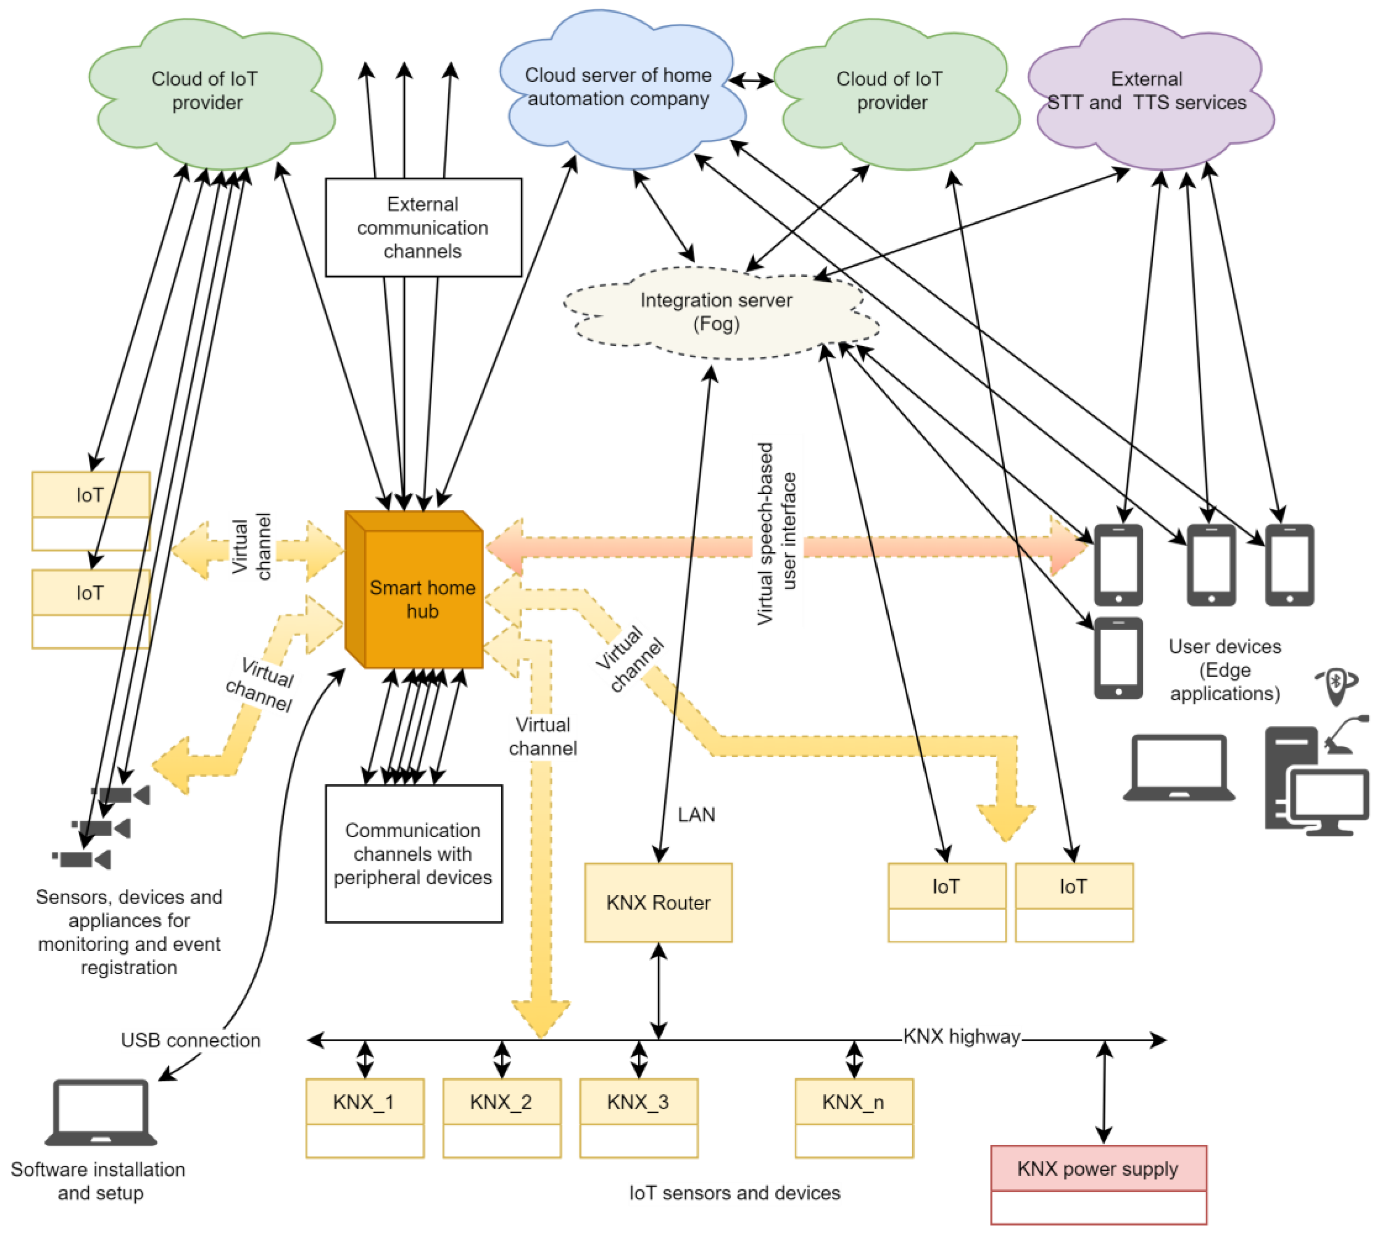 Cloud of IoT
provider
Cloud server of home
automation company
Cloud of IoT
provider
External
STT and TTS services
External
communication
channels
Integration server
(Fog)
IoT
IoT
Virtual
channel
Smart home
hub
Virtual speech-based
user interface
Virtual
channel
Virtual
channel
Virtual
channel
User devices
(Edge
applications)
Communication
channels with
peripheral devices
LAN
KNX Router
IoT
IoT
Sensors, devices and
appliances for
monitoring and event
registration
USB connection
KNX highway
KNX_1
KNX_2
KNX_3
KNX_n
Software installation
and setup
IoT sensors and devices
KNX power supply